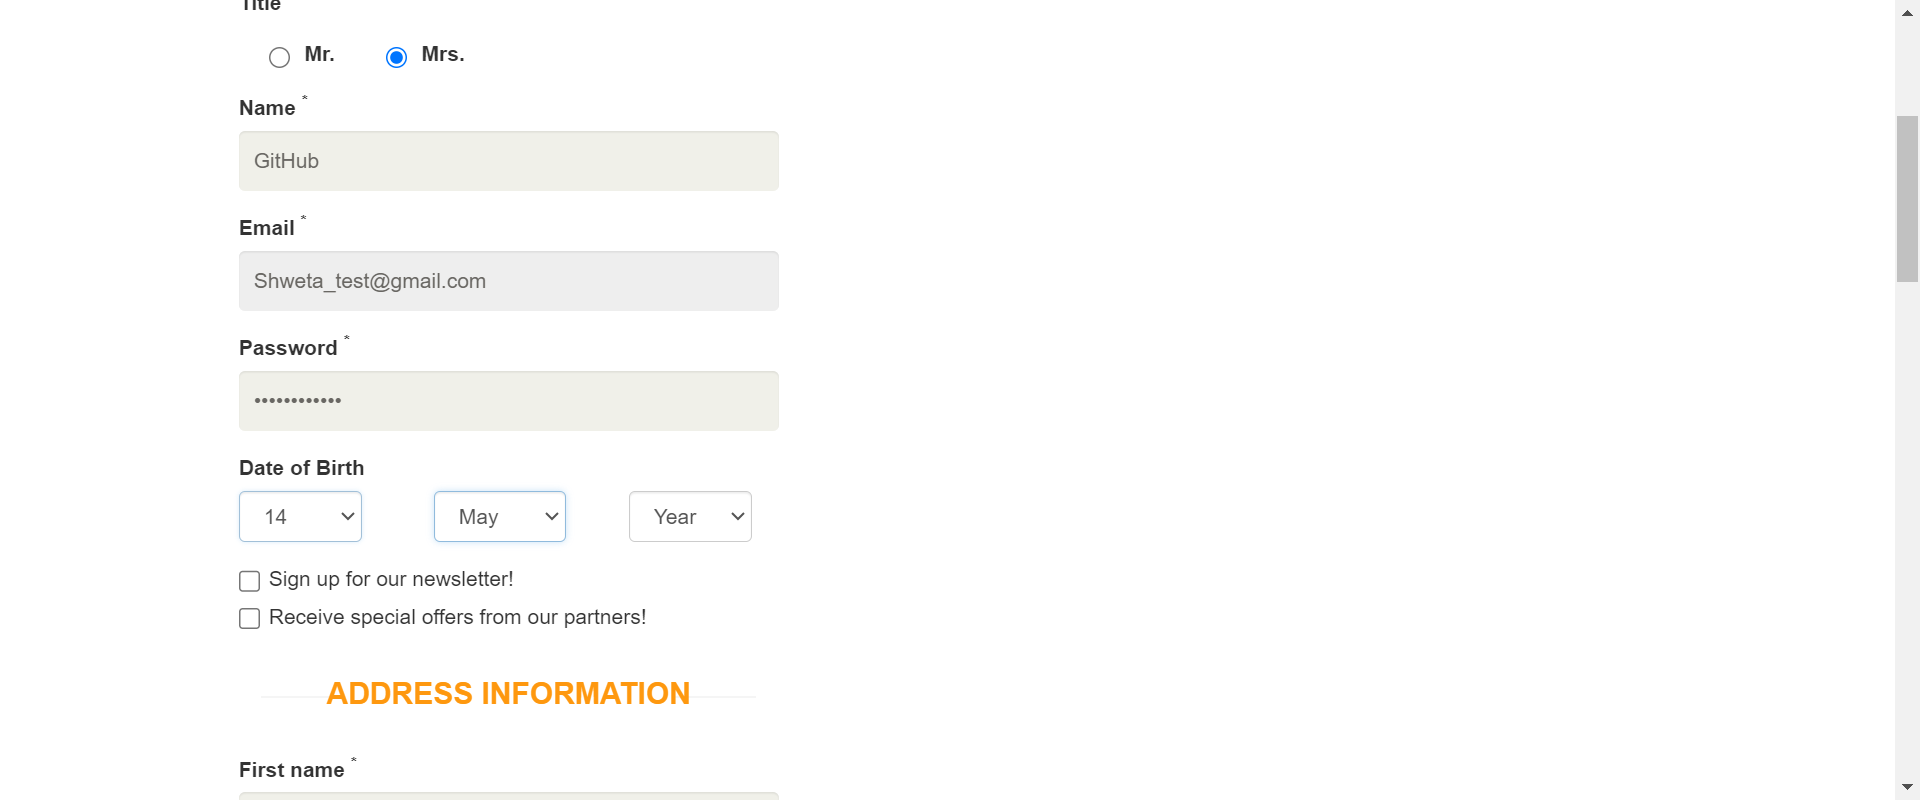 Title
Mr. Mrs.
Name *
GitHub
Email *
Shweta_test@gmail.com
Password *
••••••••••••
Date of Birth
14 May Year
Sign up for our newsletter!
Receive special offers from our partners!
ADDRESS INFORMATION
First name *